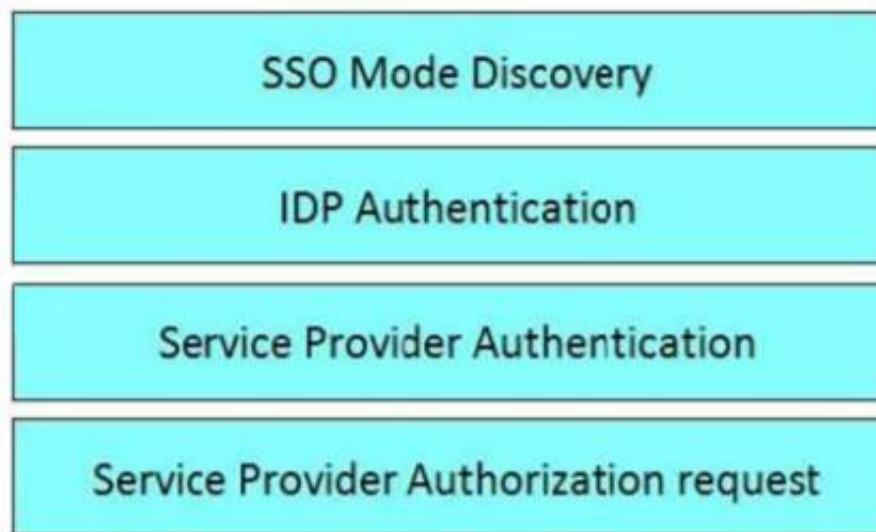 SSO Mode Discovery
IDP Authentication
Service Provider Authentication
Service Provider Authorization request